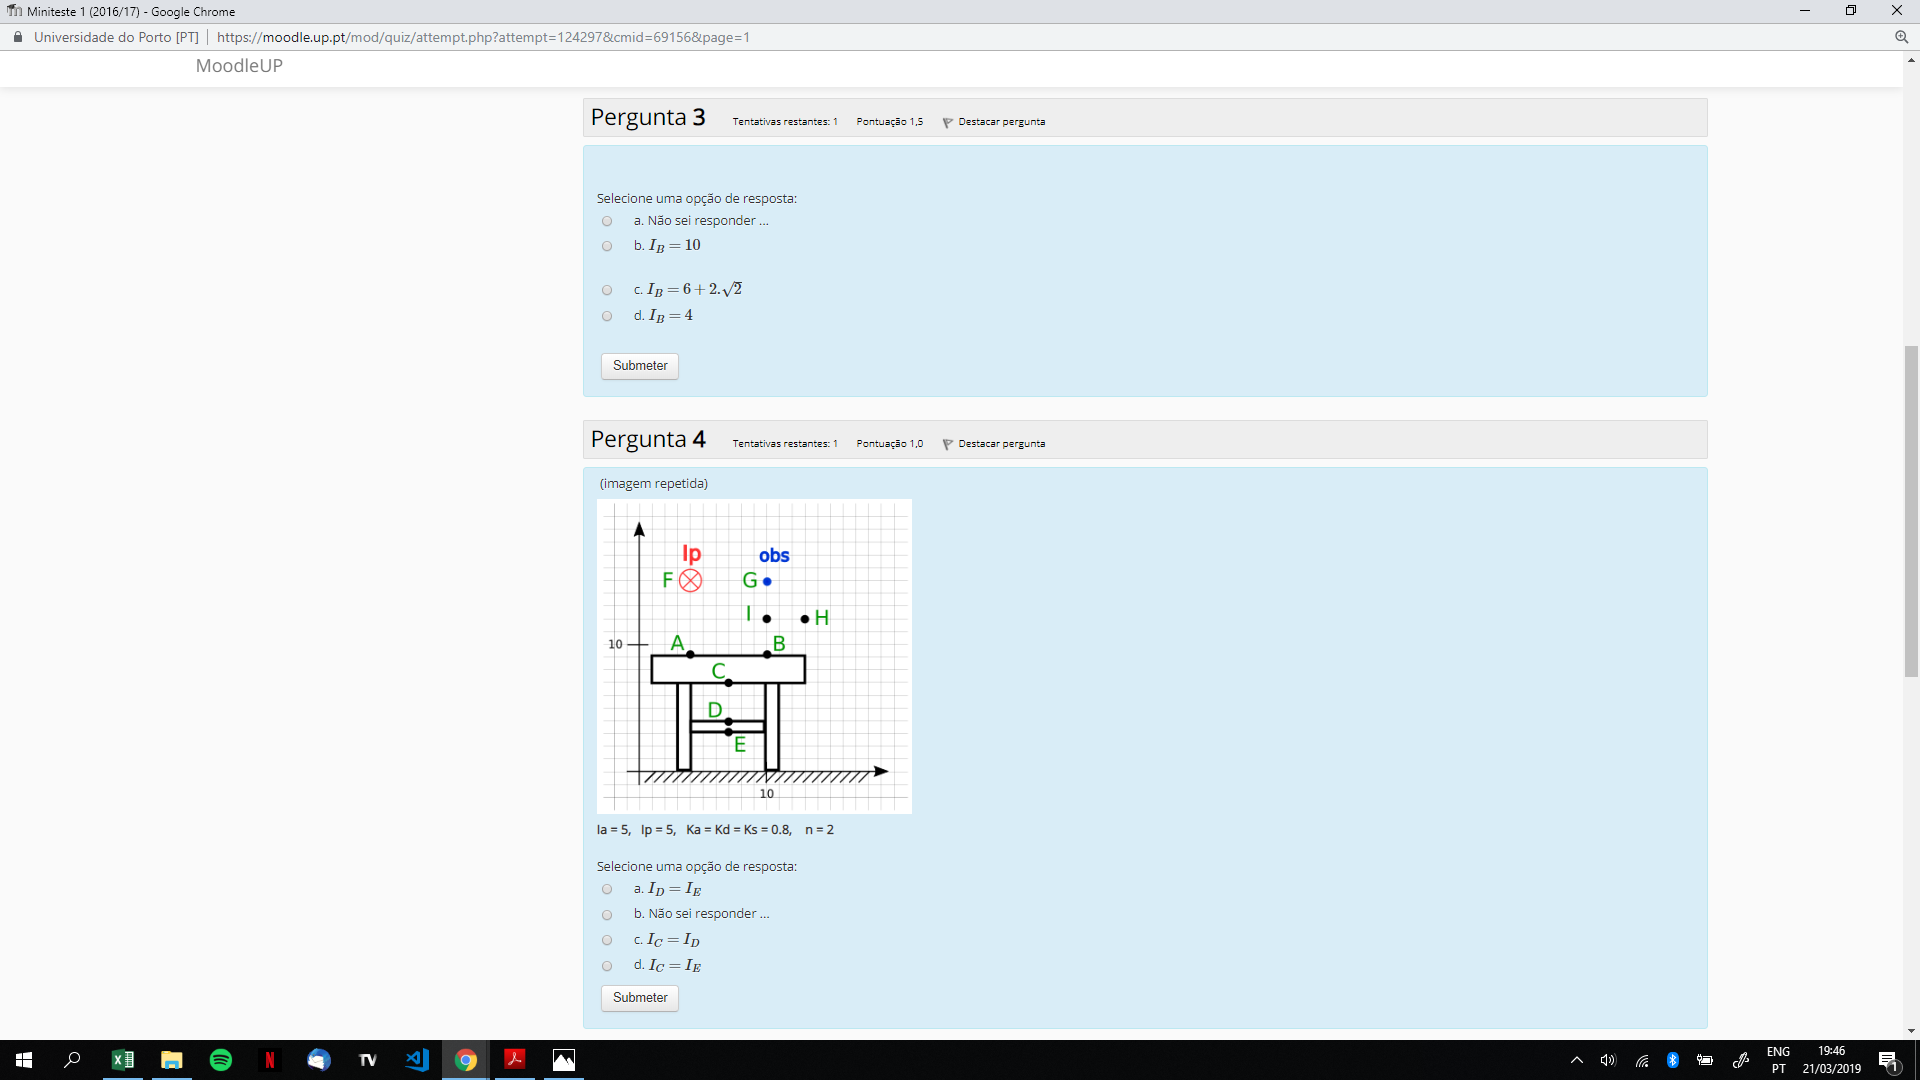 Miniteste 1 (2016/17) - Google Chrome
Universidade do Porto [PT] | https://moodle.up.pt/mod/quiz/attempt.php?attempt=124297&cmid=69156&page=1
MoodleUP
Pergunta 3 Tentativas restantes: 1 Pontuação 1,5 Destacar pergunta
Selecione uma opção de resposta:
a. Não sei responder ...
b. I_B = 10
c. I_B = 6 + 2.√2
d. I_B = 4
Submeter
Pergunta 4 Tentativas restantes: 1 Pontuação 1,0 Destacar pergunta
(imagem repetida)
Ip obs
F G
I H
10 A B
C
D
E
10
Ia = 5, Ip = 5, Ka = Kd = Ks = 0.8, n = 2
Selecione uma opção de resposta:
a. I_D = I_E
b. Não sei responder ...
c. I_C = I_D
d. I_C = I_E
Submeter
TV
ENG 19:46
PT 21/03/2019
1